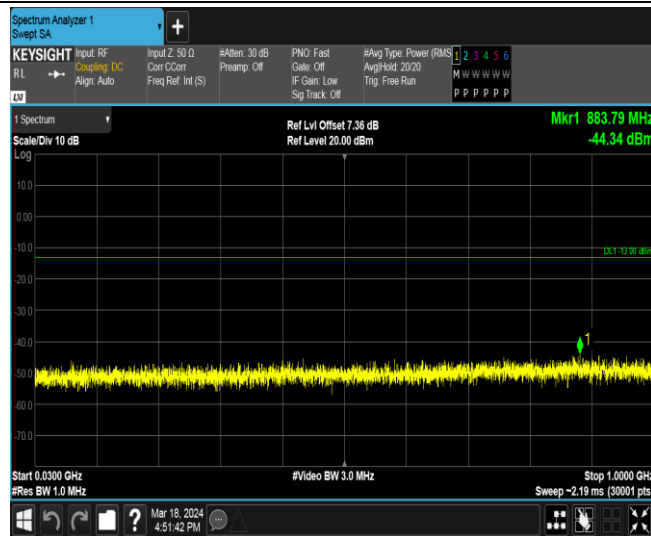 Spectrum Analyzer 1
Swept SA
+
KEYSIGHT
RL
LXI
Input: RF
Coupling: DC
Align: Auto
Input Z: 50 Ω
Corr CCorr
Freq Ref: Int (S)
#Atten: 30 dB
Preamp: Off
PNO: Fast
Gate: Off
IF Gain: Low
Sig Track: Off
#Avg Type: Power (RMS
Avg|Hold: 20/20
Trig: Free Run
1 2 3 4 5 6
M W W W W W
P P P P P P
1 Spectrum
Scale/Div 10 dB
Ref Lvl Offset 7.36 dB
Ref Level 20.00 dBm
Mkr1 883.79 MHz
-44.34 dBm
Log
10.0
0.00
-10.0
DL1 -13.00 dBm
-20.0
-30.0
-40.0
1
-50.0
-60.0
-70.0
Start 0.0300 GHz
#Video BW 3.0 MHz
Stop 1.0000 GHz
#Res BW 1.0 MHz
Sweep ~2.19 ms (30001 pts
?
Mar 18, 2024
4:51:42 PM